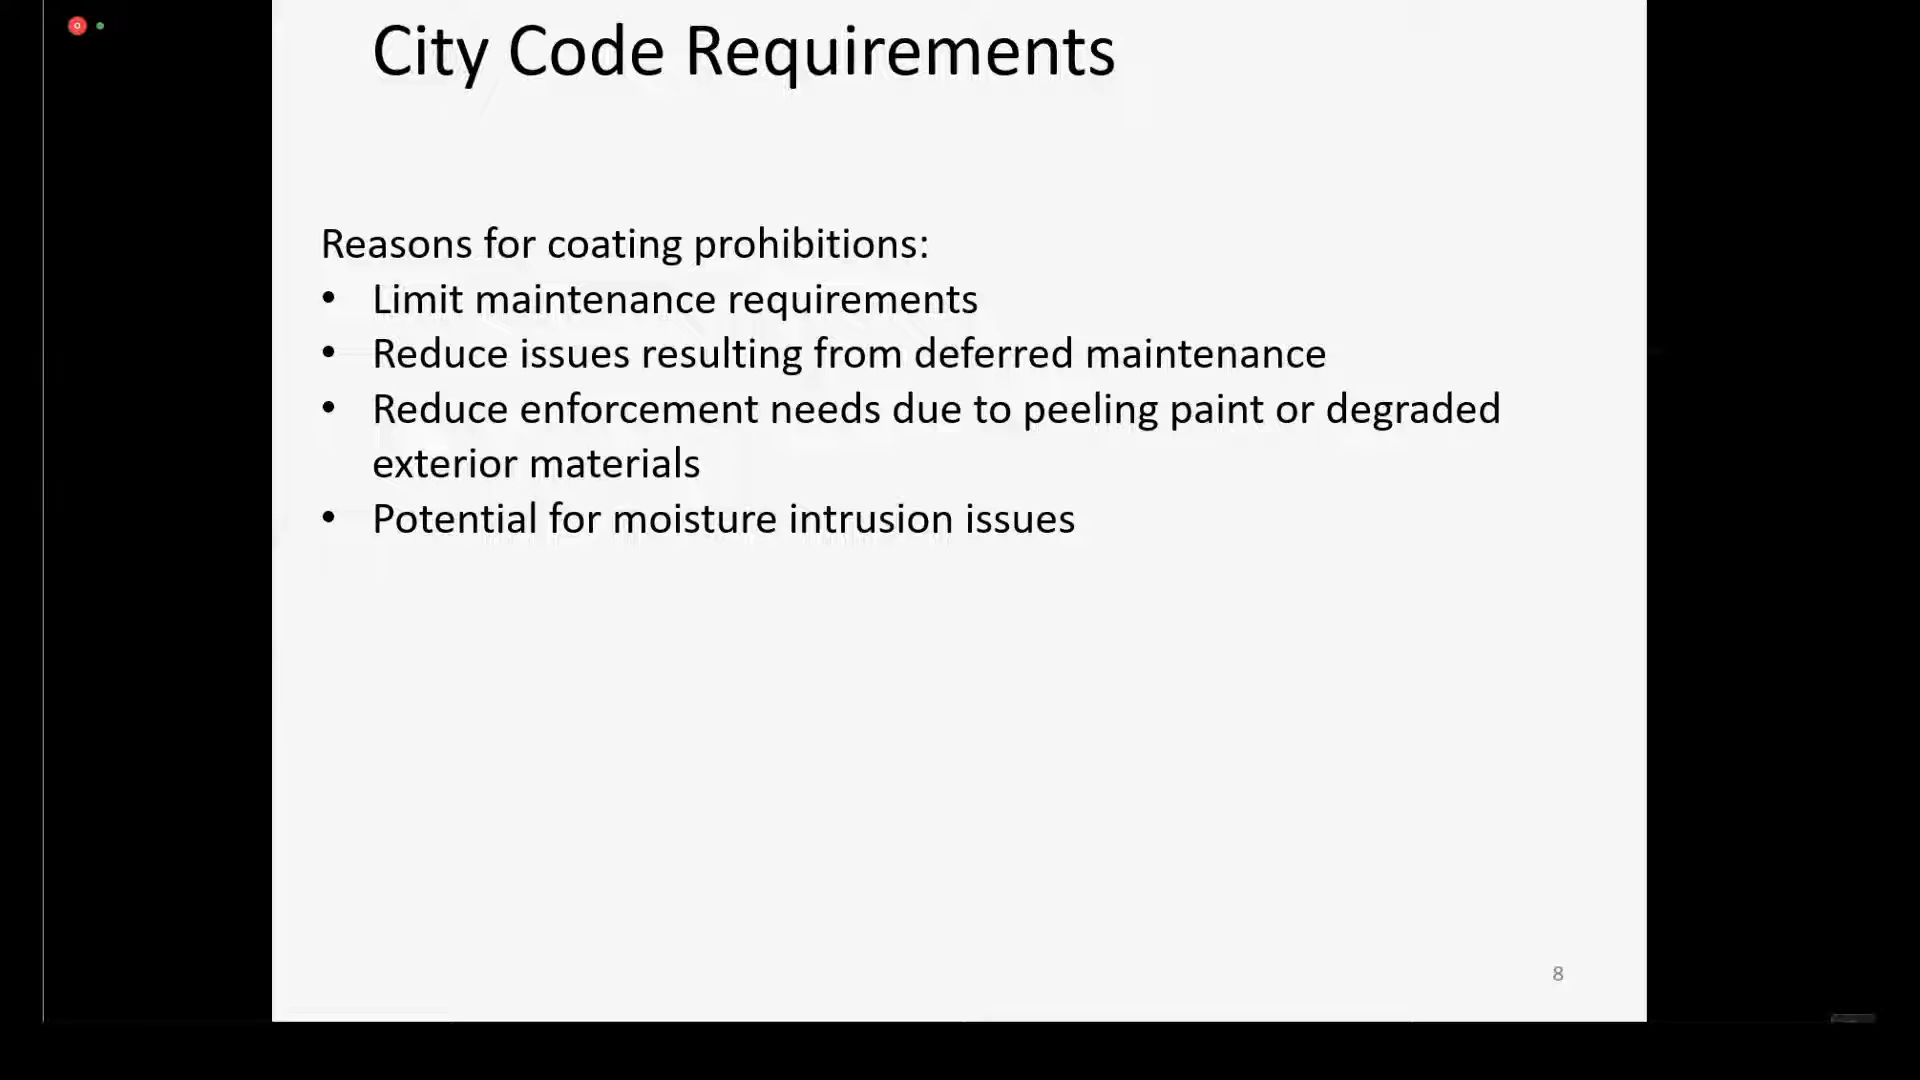 City Code Requirements
Reasons for coating prohibitions:
• Limit maintenance requirements
• Reduce issues resulting from deferred maintenance
• Reduce enforcement needs due to peeling paint or degraded
exterior materials
• Potential for moisture intrusion issues
8